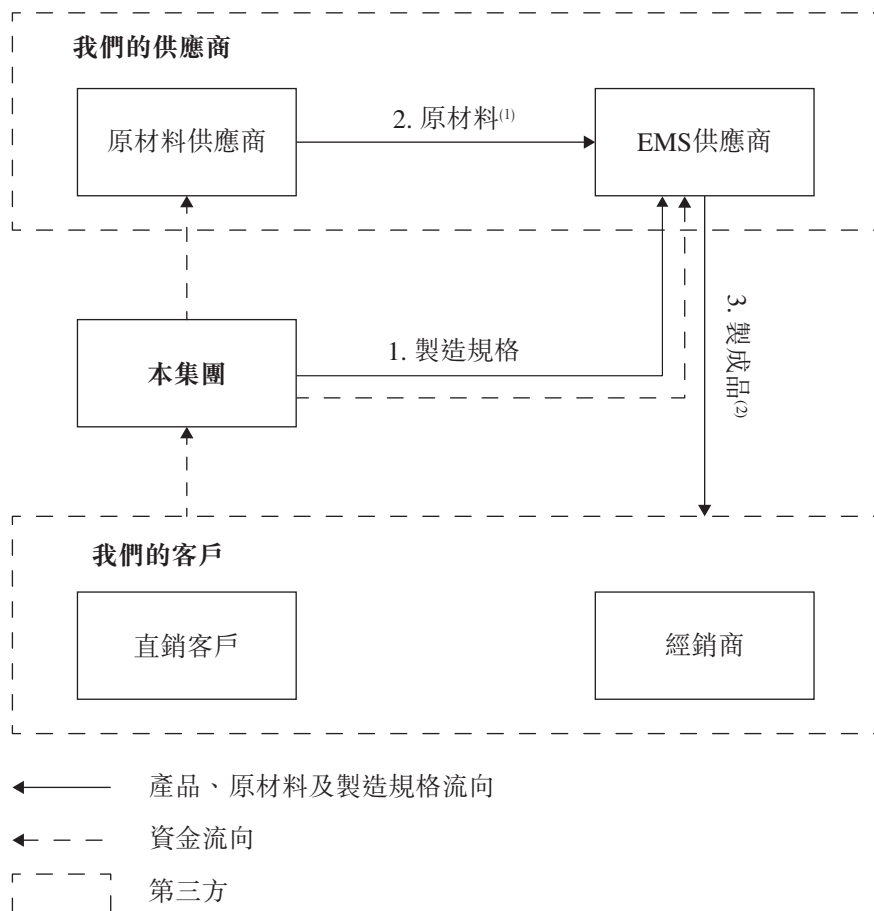 我們的供應商
原材料供應商
2. 原材料(1)
EMS供應商
本集團
1. 製造規格
3. 製成品(2)
我們的客戶
直銷客戶
經銷商
產品、原材料及製造規格流向
資金流向
第三方